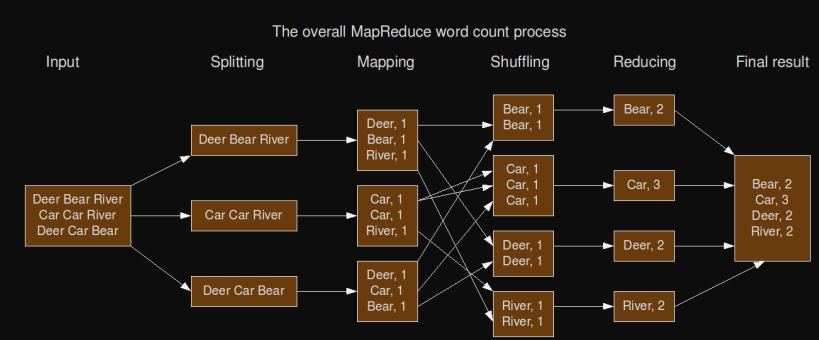 The overall MapReduce word count process
Input
Splitting
Mapping
Shuffling
Reducing
Final result
Deer Bear River
Car Car River
Deer Car Bear
Deer Bear River
Car Car River
Deer Car Bear
Deer, 1
Bear, 1
River, 1
Car, 1
Car, 1
River, 1
Deer, 1
Car, 1
Bear, 1
Bear, 1
Bear, 1
Car, 1
Car, 1
Car, 1
Deer, 1
Deer, 1
River, 1
River, 1
Bear, 2
Car, 3
Deer, 2
River, 2
Bear, 2
Car, 3
Deer, 2
River, 2